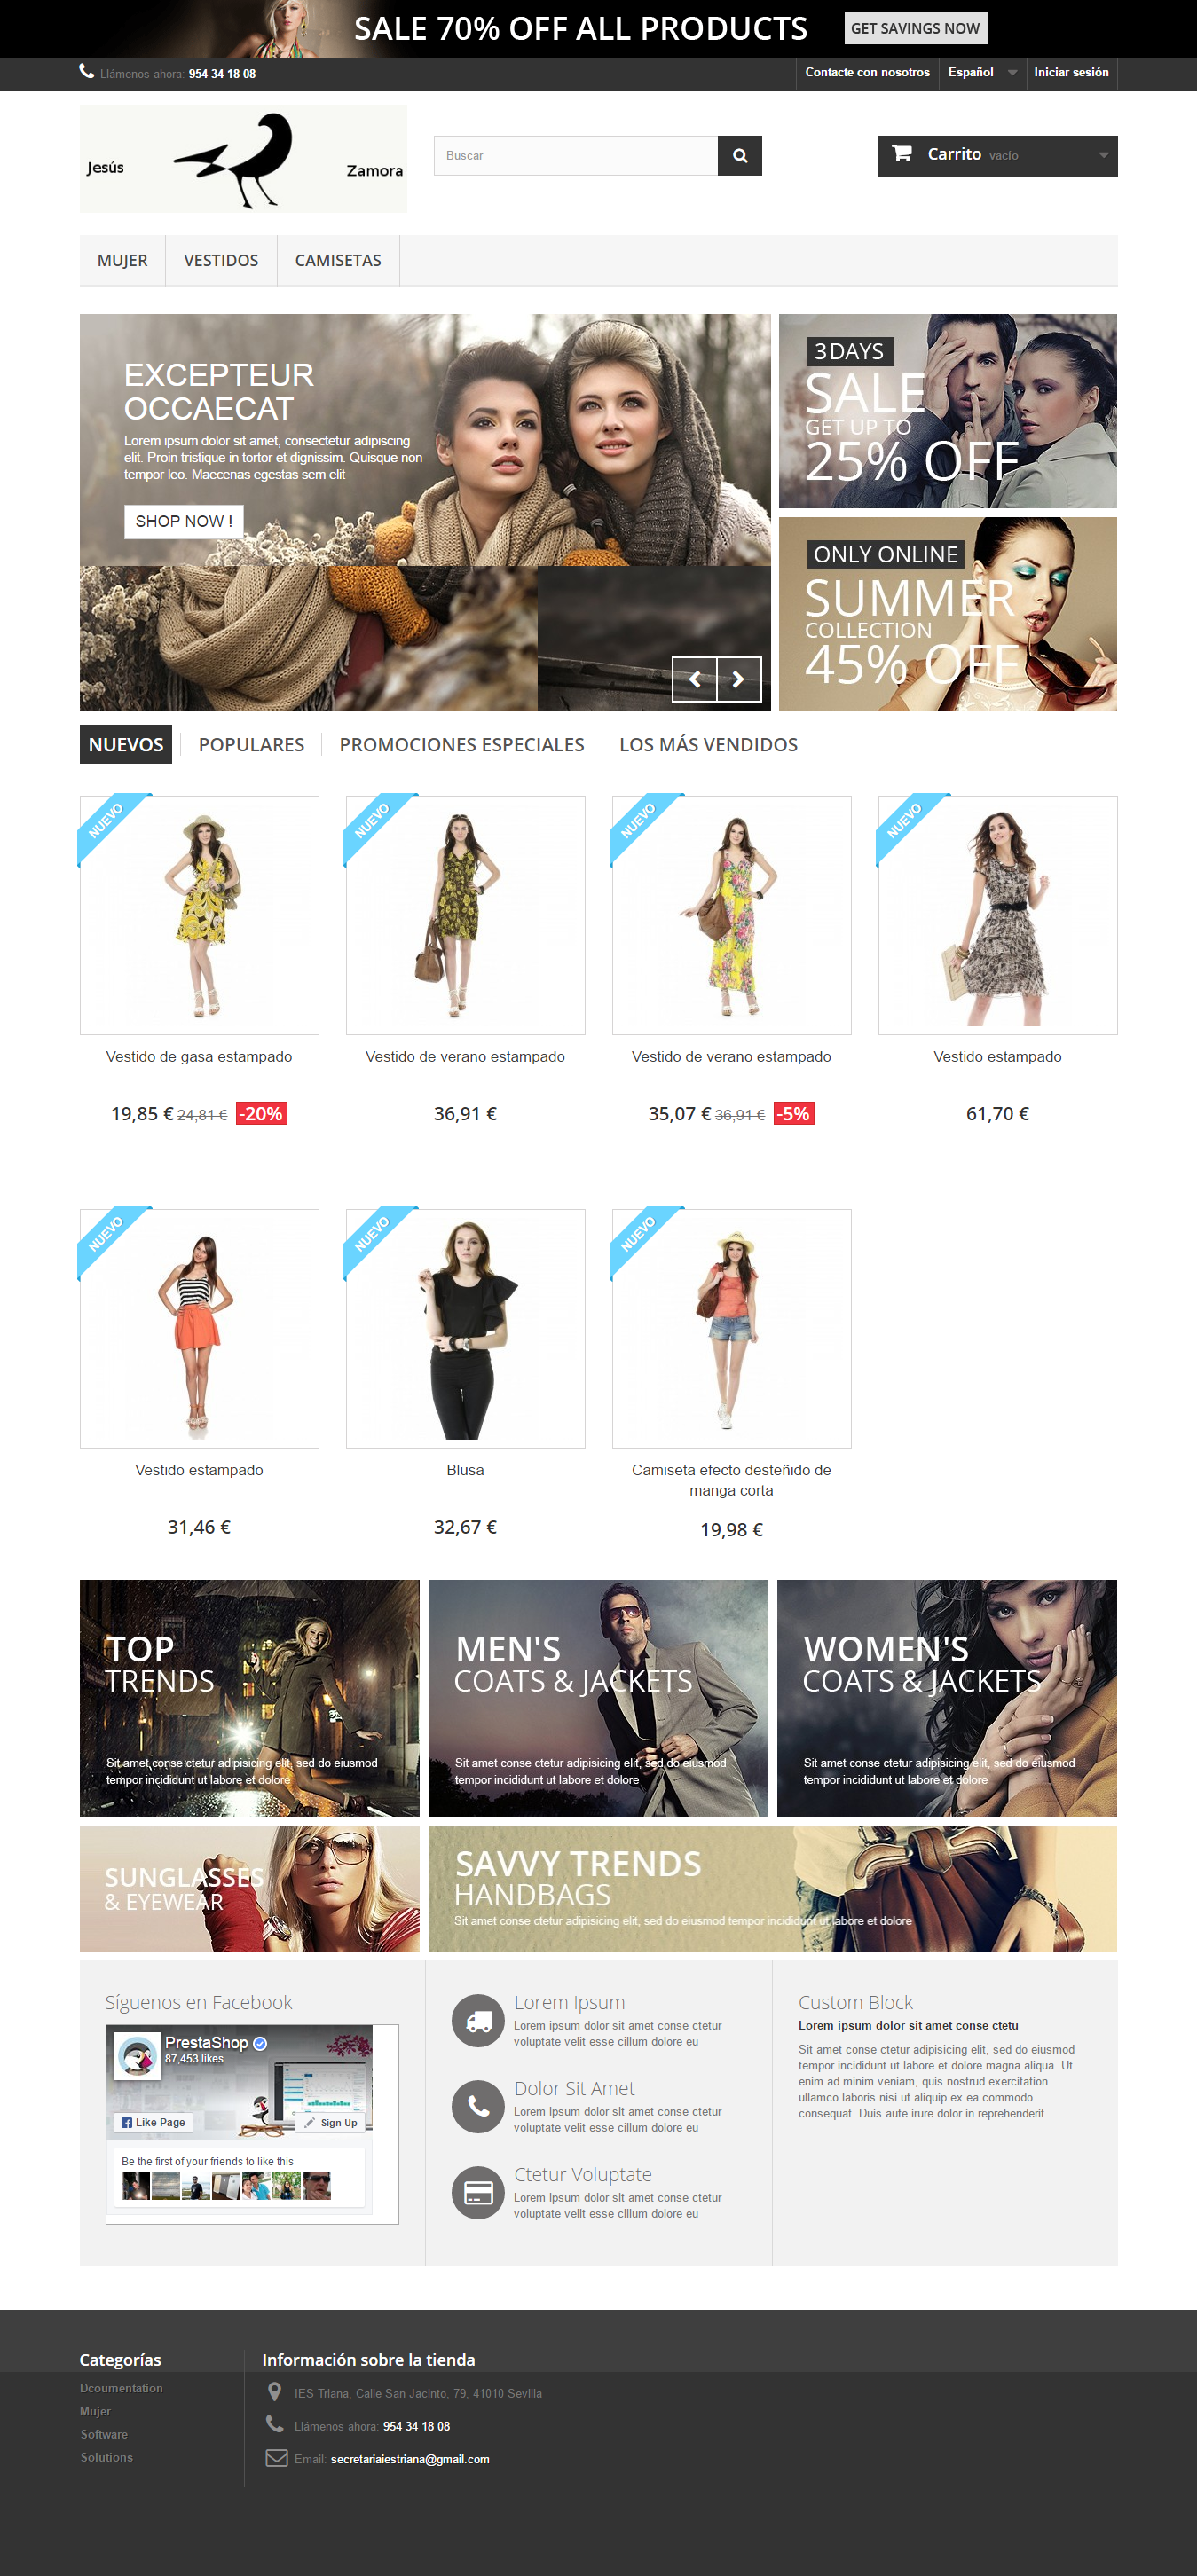 SALE 70% OFF ALL PRODUCTS
GET SAVINGS NOW
Llámenos ahora: 954 34 18 08
Contacte con nosotros
Español
Iniciar sesión
Jesús
Zamora
Buscar
Carrito vacío
MUJER
VESTIDOS
CAMISETAS
EXCEPTEUR
OCCAECAT
Lorem ipsum dolor sit amet, consectetur adipiscing
elit. Proin tristique in tortor et dignissim. Quisque non
tempor leo. Maecenas egestas sem elit
SHOP NOW !
3 DAYS
SALE
GET UP TO
25% OFF
ONLY ONLINE
SUMMER
COLLECTION
45% OFF
NUEVOS
POPULARES
PROMOCIONES ESPECIALES
LOS MÁS VENDIDOS
NUEVO
NUEVO
NUEVO
NUEVO
Vestido de gasa estampado
Vestido de verano estampado
Vestido de verano estampado
Vestido estampado
19,85 € 24,81 € -20%
36,91 €
35,07 € 36,91 € -5%
61,70 €
NUEVO
NUEVO
NUEVO
Vestido estampado
Blusa
Camiseta efecto desteñido de
manga corta
31,46 €
32,67 €
19,98 €
TOP
TRENDS
Sit amet conse ctetur adipisicing elit, sed do eiusmod
tempor incididunt ut labore et dolore
MEN'S
COATS & JACKETS
Sit amet conse ctetur adipisicing elit, sed do eiusmod
tempor incididunt ut labore et dolore
WOMEN'S
COATS & JACKETS
Sit amet conse ctetur adipisicing elit, sed do eiusmod
tempor incididunt ut labore et dolore
SUNGLASSES
& EYEWEAR
SAVVY TRENDS
HANDBAGS
Sit amet conse ctetur adipisicing elit, sed do eiusmod tempor incididunt ut labore et dolore
Síguenos en Facebook
PrestaShop
87,453 likes
Like Page
Sign Up
Be the first of your friends to like this
Lorem Ipsum
Lorem ipsum dolor sit amet conse ctetur
voluptate velit esse cillum dolore eu
Dolor Sit Amet
Lorem ipsum dolor sit amet conse ctetur
voluptate velit esse cillum dolore eu
Ctetur Voluptate
Lorem ipsum dolor sit amet conse ctetur
voluptate velit esse cillum dolore eu
Custom Block
Lorem ipsum dolor sit amet conse ctetu
Sit amet conse ctetur adipisicing elit, sed do eiusmod
tempor incididunt ut labore et dolore magna aliqua. Ut
enim ad minim veniam, quis nostrud exercitation
ullamco laboris nisi ut aliquip ex ea commodo
consequat. Duis aute irure dolor in reprehenderit.
Categorías
Dcoumentation
Mujer
Software
Solutions
Información sobre la tienda
IES Triana, Calle San Jacinto, 79, 41010 Sevilla
Llámenos ahora: 954 34 18 08
Email: secretariaiestriana@gmail.com